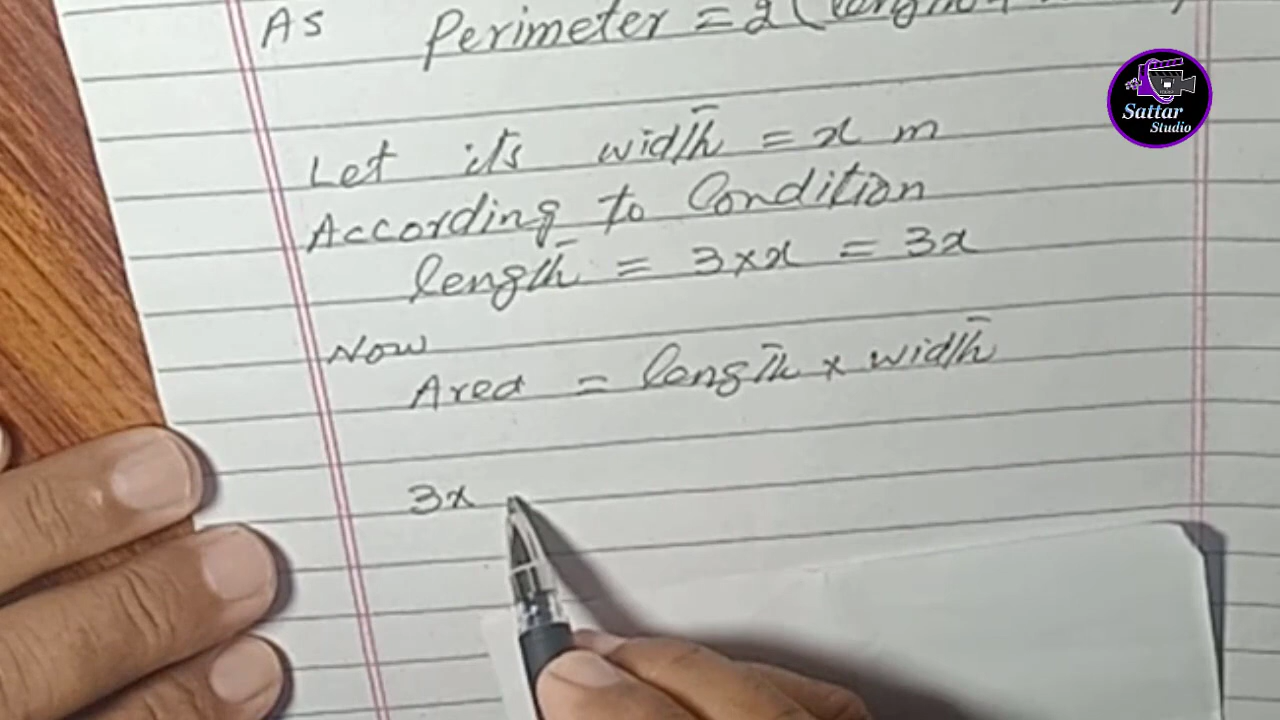 As Perimeter = 2 (length +
Let its width = x m
According to Condition
length = 3 × x = 3x
Now
Area = length × width
3x
Sattar
Studio